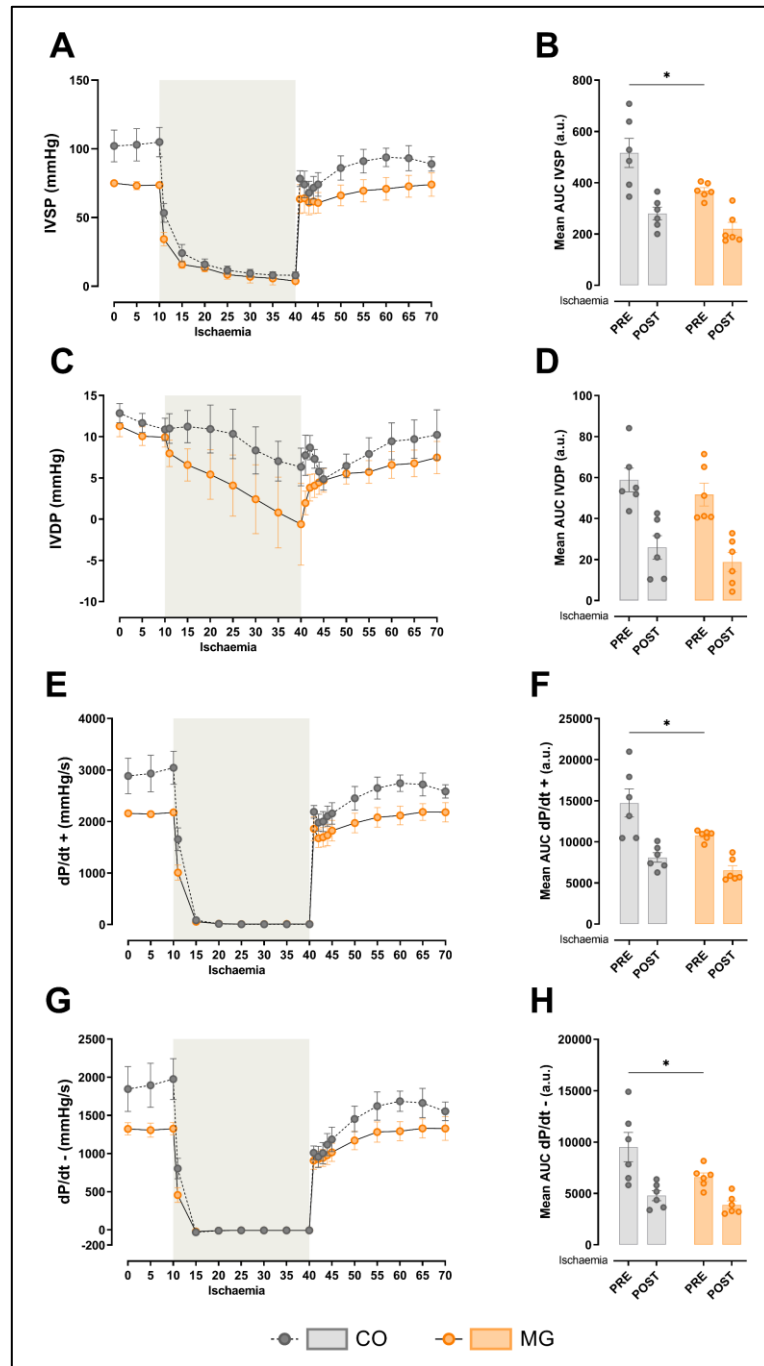 A
B
IVSP (mmHg)
150
100
50
0
0 5 10 15 20 25 30 35 40 45 50 55 60 65 70
Ischaemia
Mean AUC IVSP (a.u.)
800
600
400
200
0
*
Ischaemia
PRE POST PRE POST
C
D
IVDP (mmHg)
15
10
5
0
-5
-10
0 5 10 15 20 25 30 35 40 45 50 55 60 65 70
Ischaemia
Mean AUC IVDP (a.u.)
100
80
60
40
20
0
Ischaemia
PRE POST PRE POST
E
F
dP/dt + (mmHg/s)
4000
3000
2000
1000
0
0 5 10 15 20 25 30 35 40 45 50 55 60 65 70
Ischaemia
Mean AUC dP/dt + (a.u.)
25000
20000
15000
10000
5000
0
*
Ischaemia
PRE POST PRE POST
G
H
dP/dt - (mmHg/s)
2500
2000
1500
1000
500
0
-200
0 5 10 15 20 25 30 35 40 45 50 55 60 65 70
Ischaemia
Mean AUC dP/dt - (a.u.)
20000
15000
10000
5000
0
*
Ischaemia
PRE POST PRE POST
CO MG